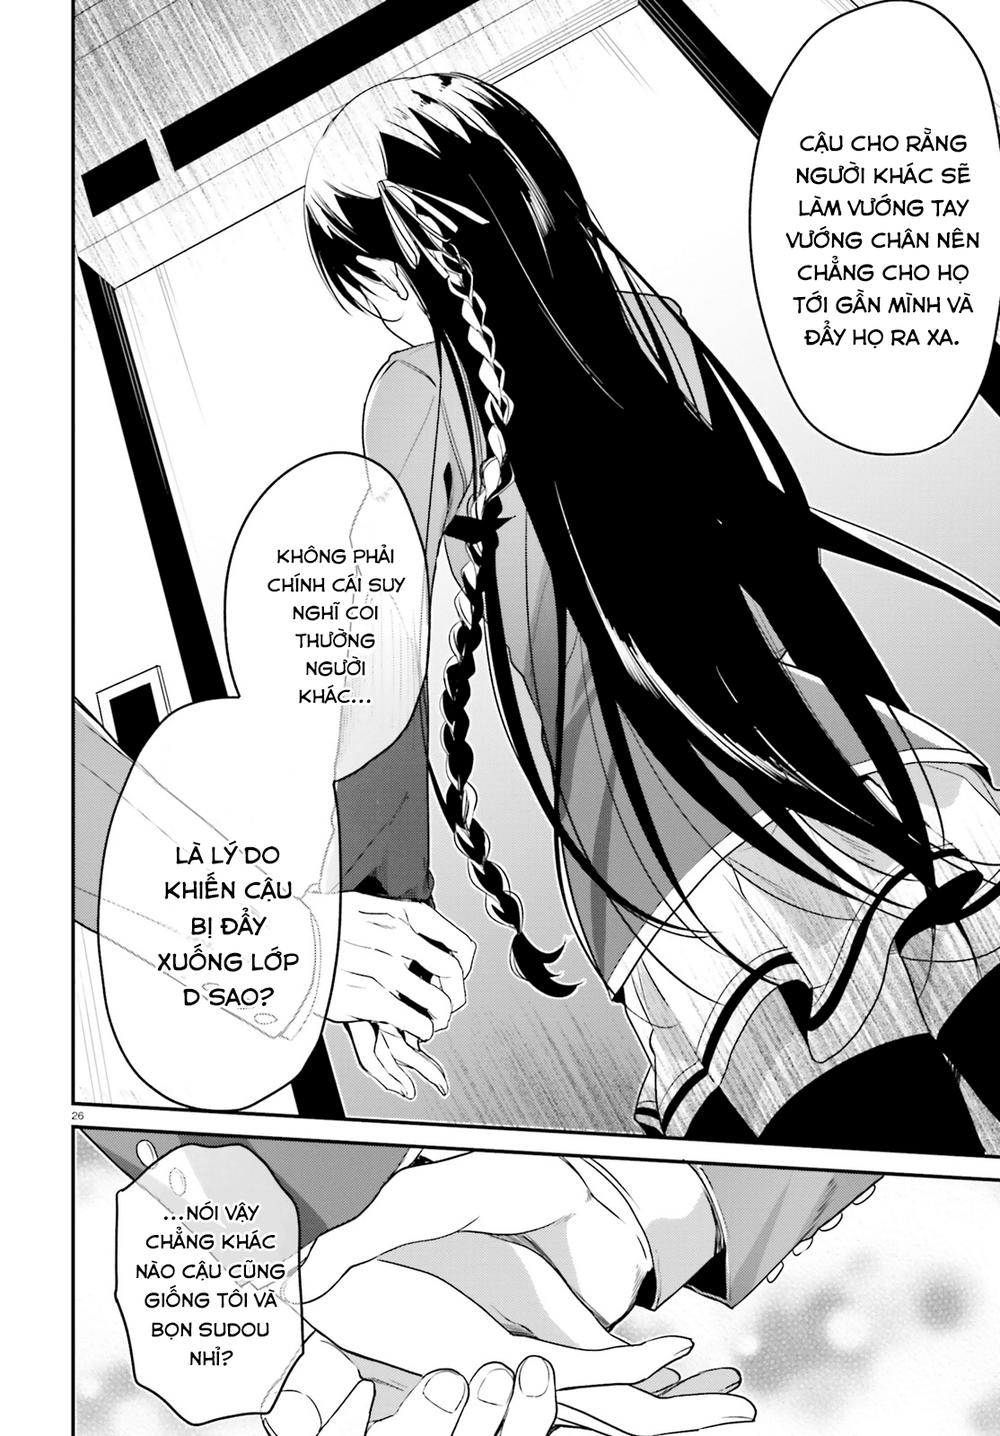 CẬU CHO RẰNG
NGƯỜI KHÁC SẼ
LÀM VƯỚNG TAY
VƯỚNG CHÂN NÊN
CHẲNG CHO HỌ
TỚI GẦN MÌNH VÀ
ĐẨY HỌ RA XA.
KHÔNG PHẢI
CHÍNH CÁI SUY
NGHĨ COI
THƯỜNG
NGƯỜI
KHÁC...
LÀ LÝ DO
KHIẾN CẬU
BỊ ĐẨY
XUỐNG LỚP
D SAO?
26
...NÓI VẬY
CHẲNG KHÁC
NÀO CẬU CŨNG
GIỐNG TÔI VÀ
BỌN SUDOU
NHỈ?